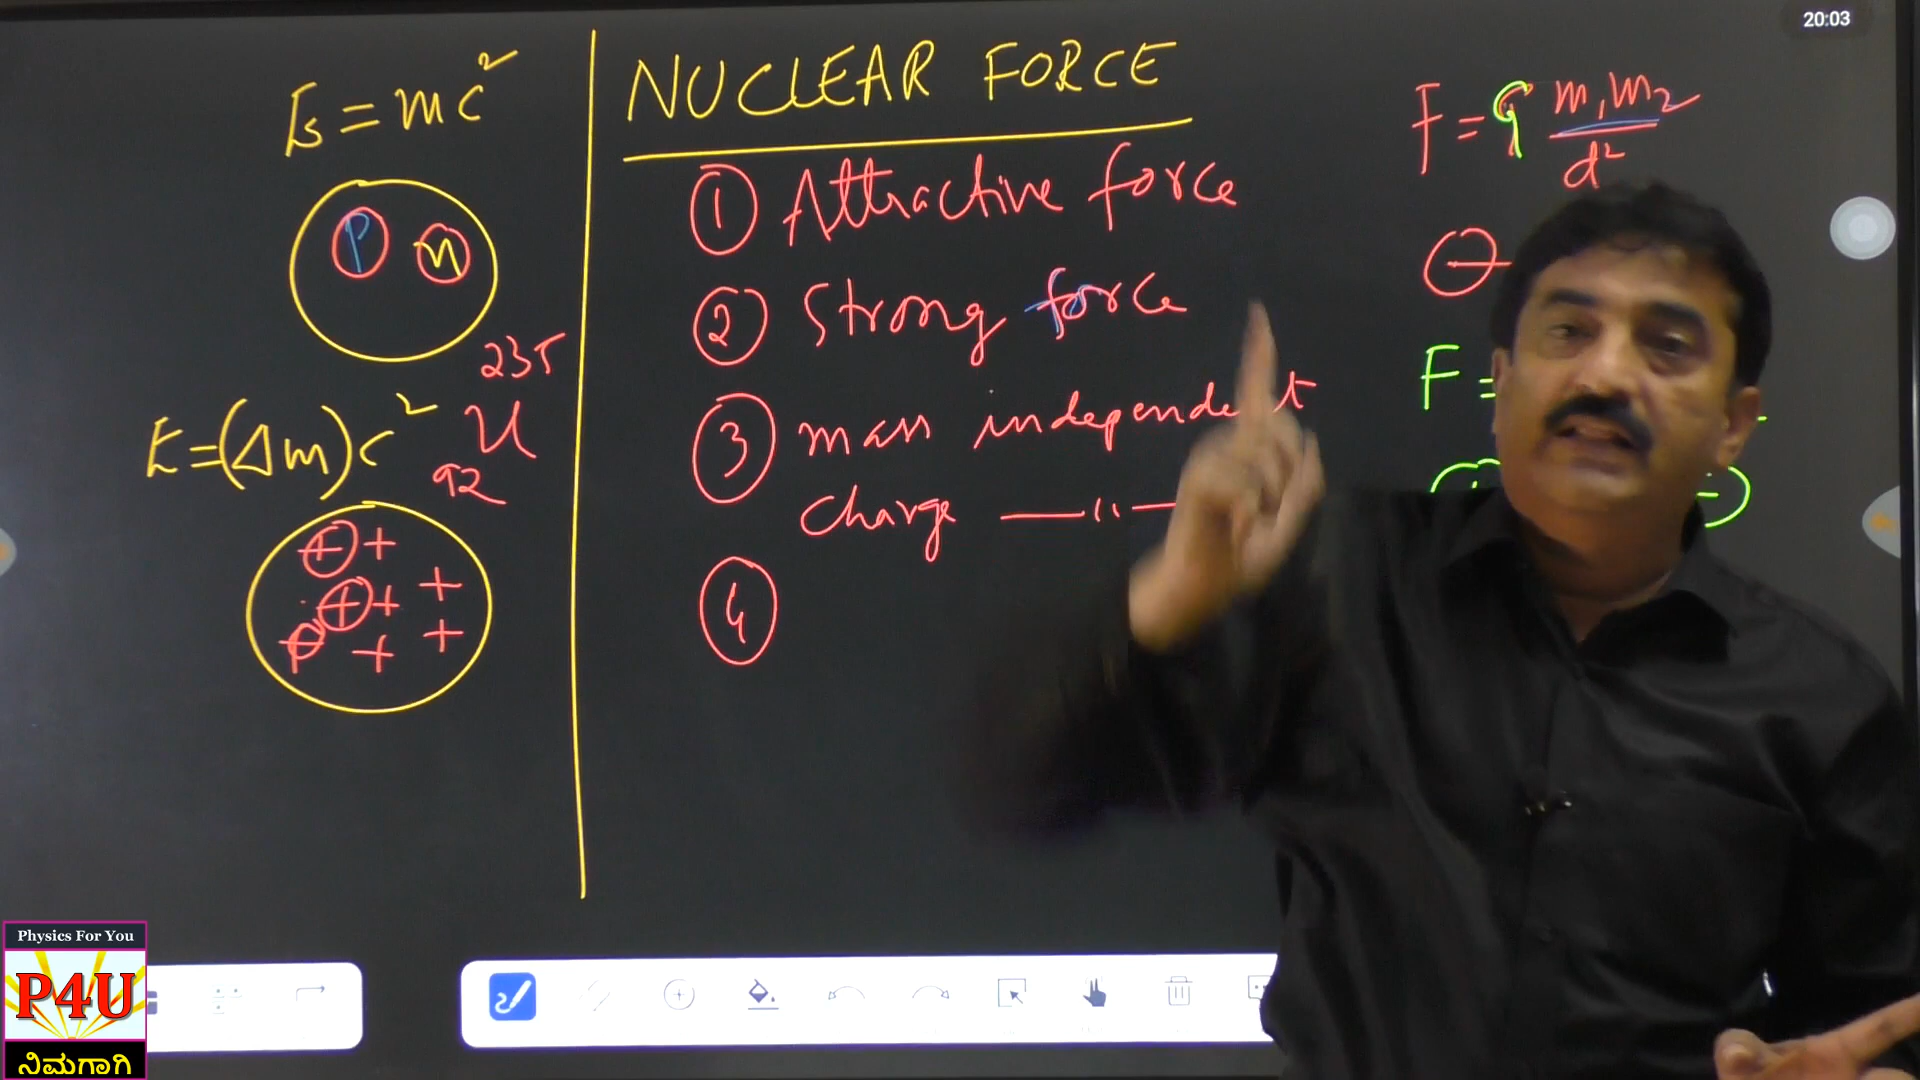 20:03
E = mc²
P n
235
U
92
E = (Δm)c²
+ +
+ + +
+ + +
NUCLEAR FORCE
① Attractive force
② Strong force
③ mass independent
Charge —〃—
④
F = G m₁m₂
d²
F =
Physics For You
P4U
ನಿಮಗಾಗಿ